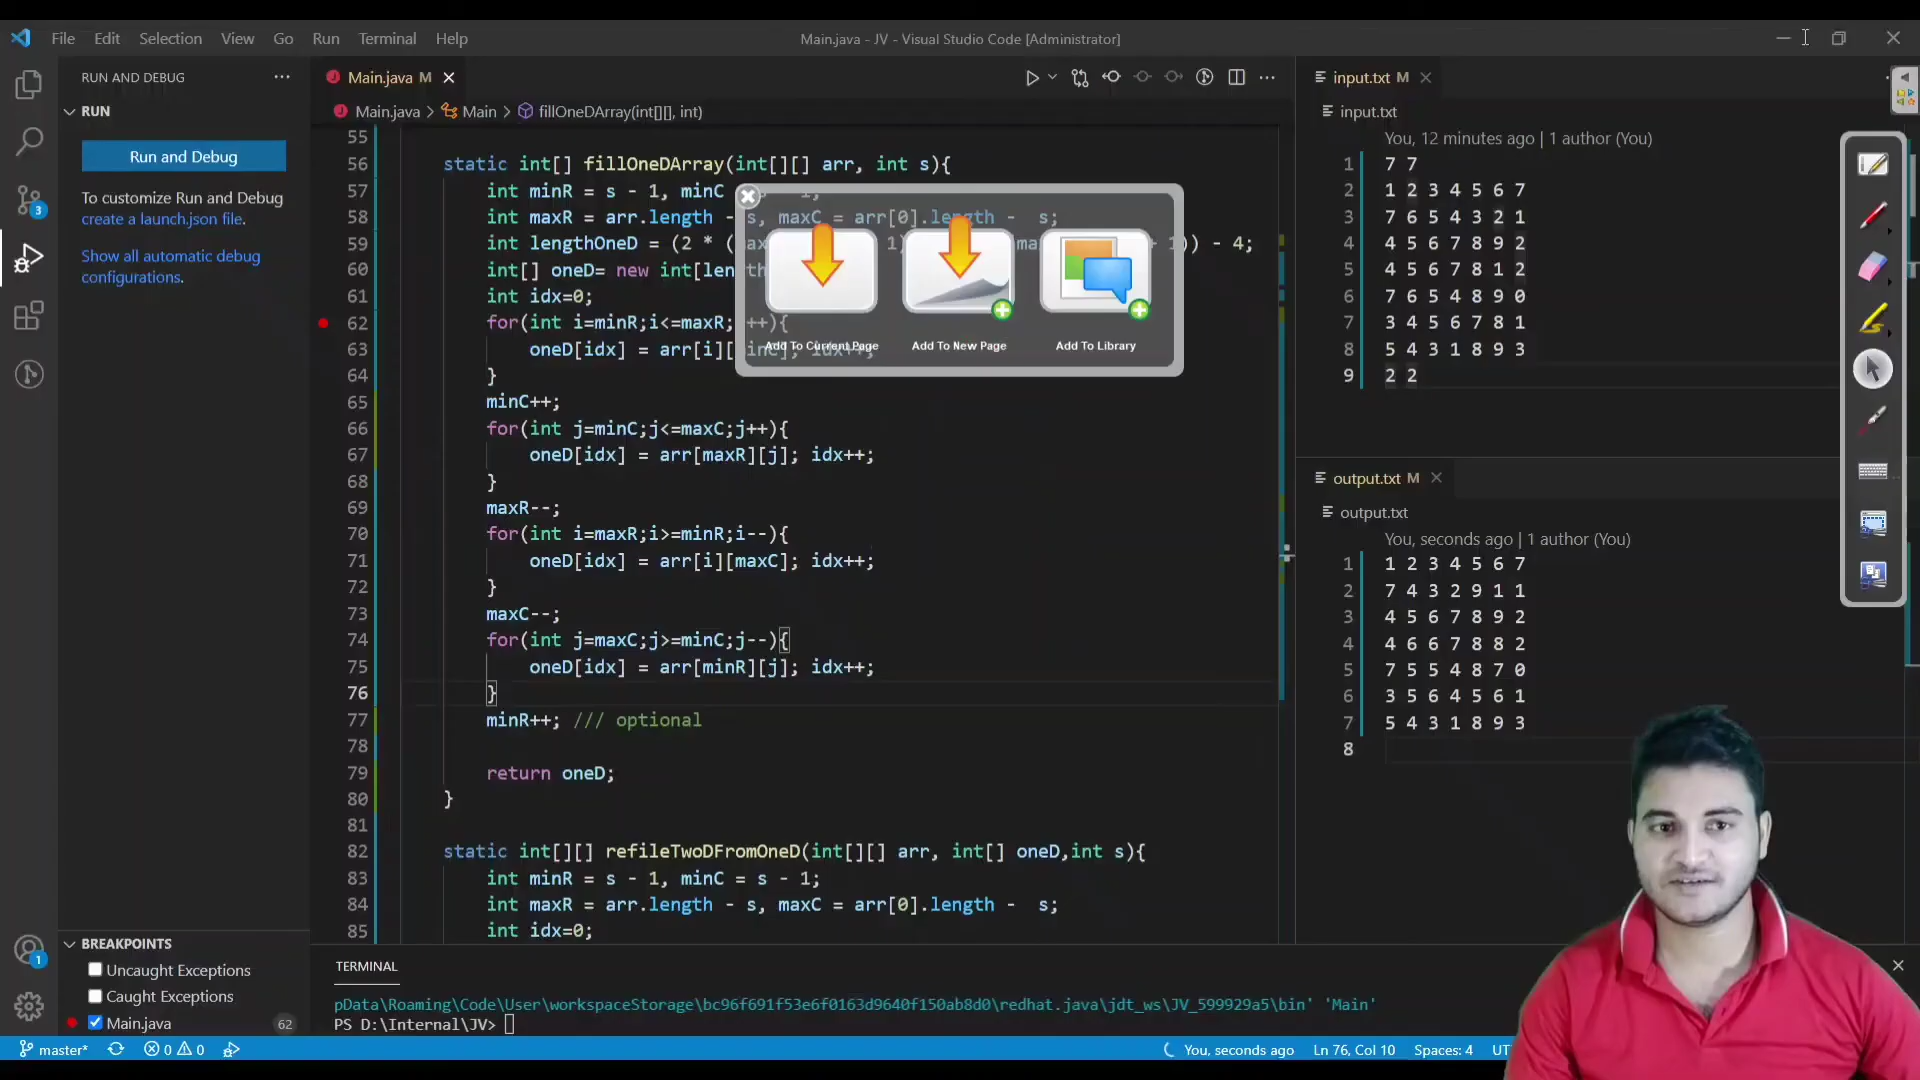 File Edit Selection View Go Run Terminal Help
Main.java - JV - Visual Studio Code [Administrator]
RUN AND DEBUG
RUN
Run and Debug
To customize Run and Debug
create a launch.json file.
Show all automatic debug
configurations.
Main.java M
Main.java > Main > fillOneDArray(int[][], int)
55
56 static int[] fillOneDArray(int[][] arr, int s){
57 int minR = s - 1, minC
58 int maxR = arr.length - s, maxC = arr[0].length - s;
59 int lengthOneD = (2 * ( )) - 4;
60 int[] oneD= new int[
61 int idx=0;
62 for(int i=minR;i<=maxR; ++){
63 oneD[idx] = arr[i][minC]; idx++;
64 }
65 minC++;
66 for(int j=minC;j<=maxC;j++){
67 oneD[idx] = arr[maxR][j]; idx++;
68 }
69 maxR--;
70 for(int i=maxR;i>=minR;i--){
71 oneD[idx] = arr[i][maxC]; idx++;
72 }
73 maxC--;
74 for(int j=maxC;j>=minC;j--){
75 oneD[idx] = arr[minR][j]; idx++;
76 }
77 minR++; /// optional
78
79 return oneD;
80 }
81
82 static int[][] refileTwoDFromOneD(int[][] arr, int[] oneD,int s){
83 int minR = s - 1, minC = s - 1;
84 int maxR = arr.length - s, maxC = arr[0].length - s;
85 int idx=0;
Add To Current Page
Add To New Page
Add To Library
input.txt M
input.txt
You, 12 minutes ago | 1 author (You)
1 7 7
2 1 2 3 4 5 6 7
3 7 6 5 4 3 2 1
4 4 5 6 7 8 9 2
5 4 5 6 7 8 1 2
6 7 6 5 4 8 9 0
7 3 4 5 6 7 8 1
8 5 4 3 1 8 9 3
9 2 2
output.txt M
output.txt
You, seconds ago | 1 author (You)
1 1 2 3 4 5 6 7
2 7 4 3 2 9 1 1
3 4 5 6 7 8 9 2
4 4 6 6 7 8 8 2
5 7 5 5 4 8 7 0
6 3 5 6 4 5 6 1
7 5 4 3 1 8 9 3
8
BREAKPOINTS
Uncaught Exceptions
Caught Exceptions
Main.java 62
TERMINAL
pData\Roaming\Code\User\workspaceStorage\bc96f691f53e6f0163d9640f150ab8d0\redhat.java\jdt_ws\JV_599929a5\bin' 'Main'
PS D:\Internal\JV>
3
1
master* 0 0
You, seconds ago Ln 76, Col 10 Spaces: 4 UT